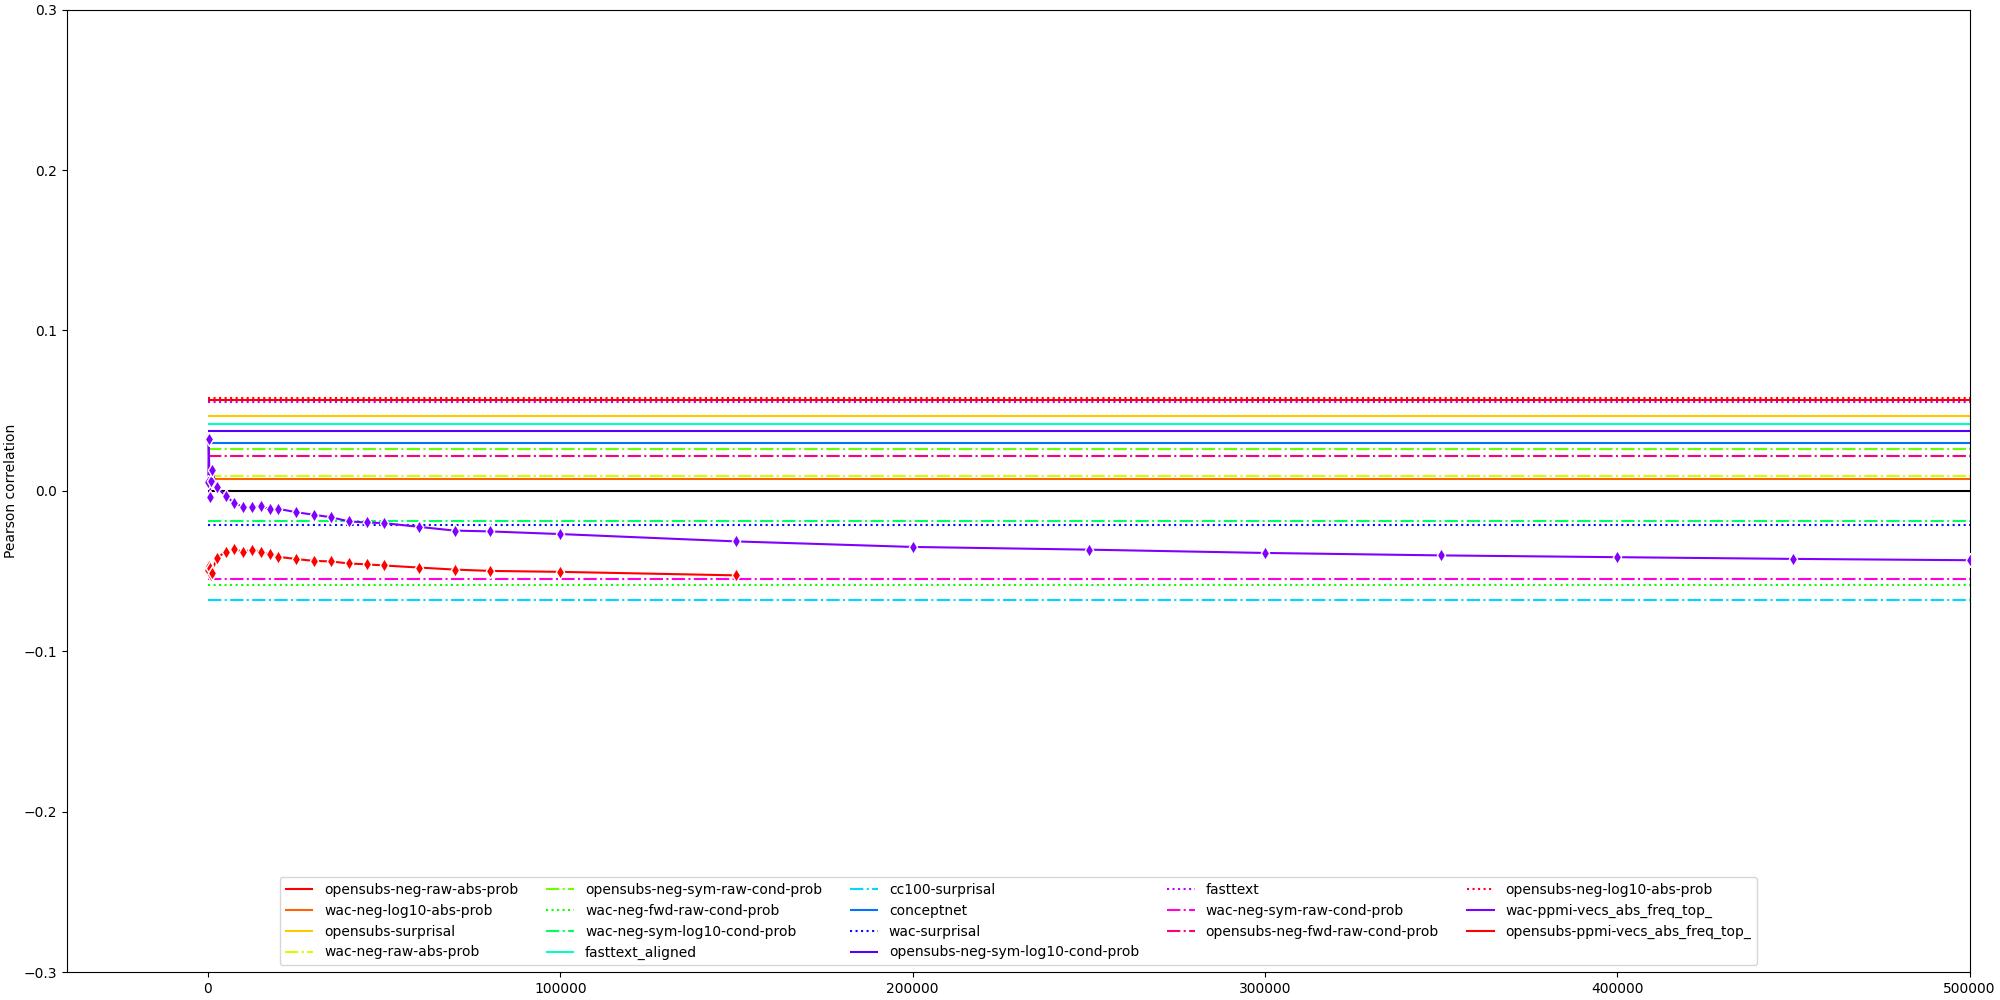 0.3
0.2
0.1
0.0
−0.1
−0.2
−0.3
Pearson correlation
opensubs-neg-raw-abs-prob
wac-neg-log10-abs-prob
opensubs-surprisal
wac-neg-raw-abs-prob
opensubs-neg-sym-raw-cond-prob
wac-neg-fwd-raw-cond-prob
wac-neg-sym-log10-cond-prob
fasttext_aligned
cc100-surprisal
conceptnet
wac-surprisal
opensubs-neg-sym-log10-cond-prob
fasttext
wac-neg-sym-raw-cond-prob
opensubs-neg-fwd-raw-cond-prob
opensubs-neg-log10-abs-prob
wac-ppmi-vecs_abs_freq_top_
opensubs-ppmi-vecs_abs_freq_top_
0
100000
200000
300000
400000
500000